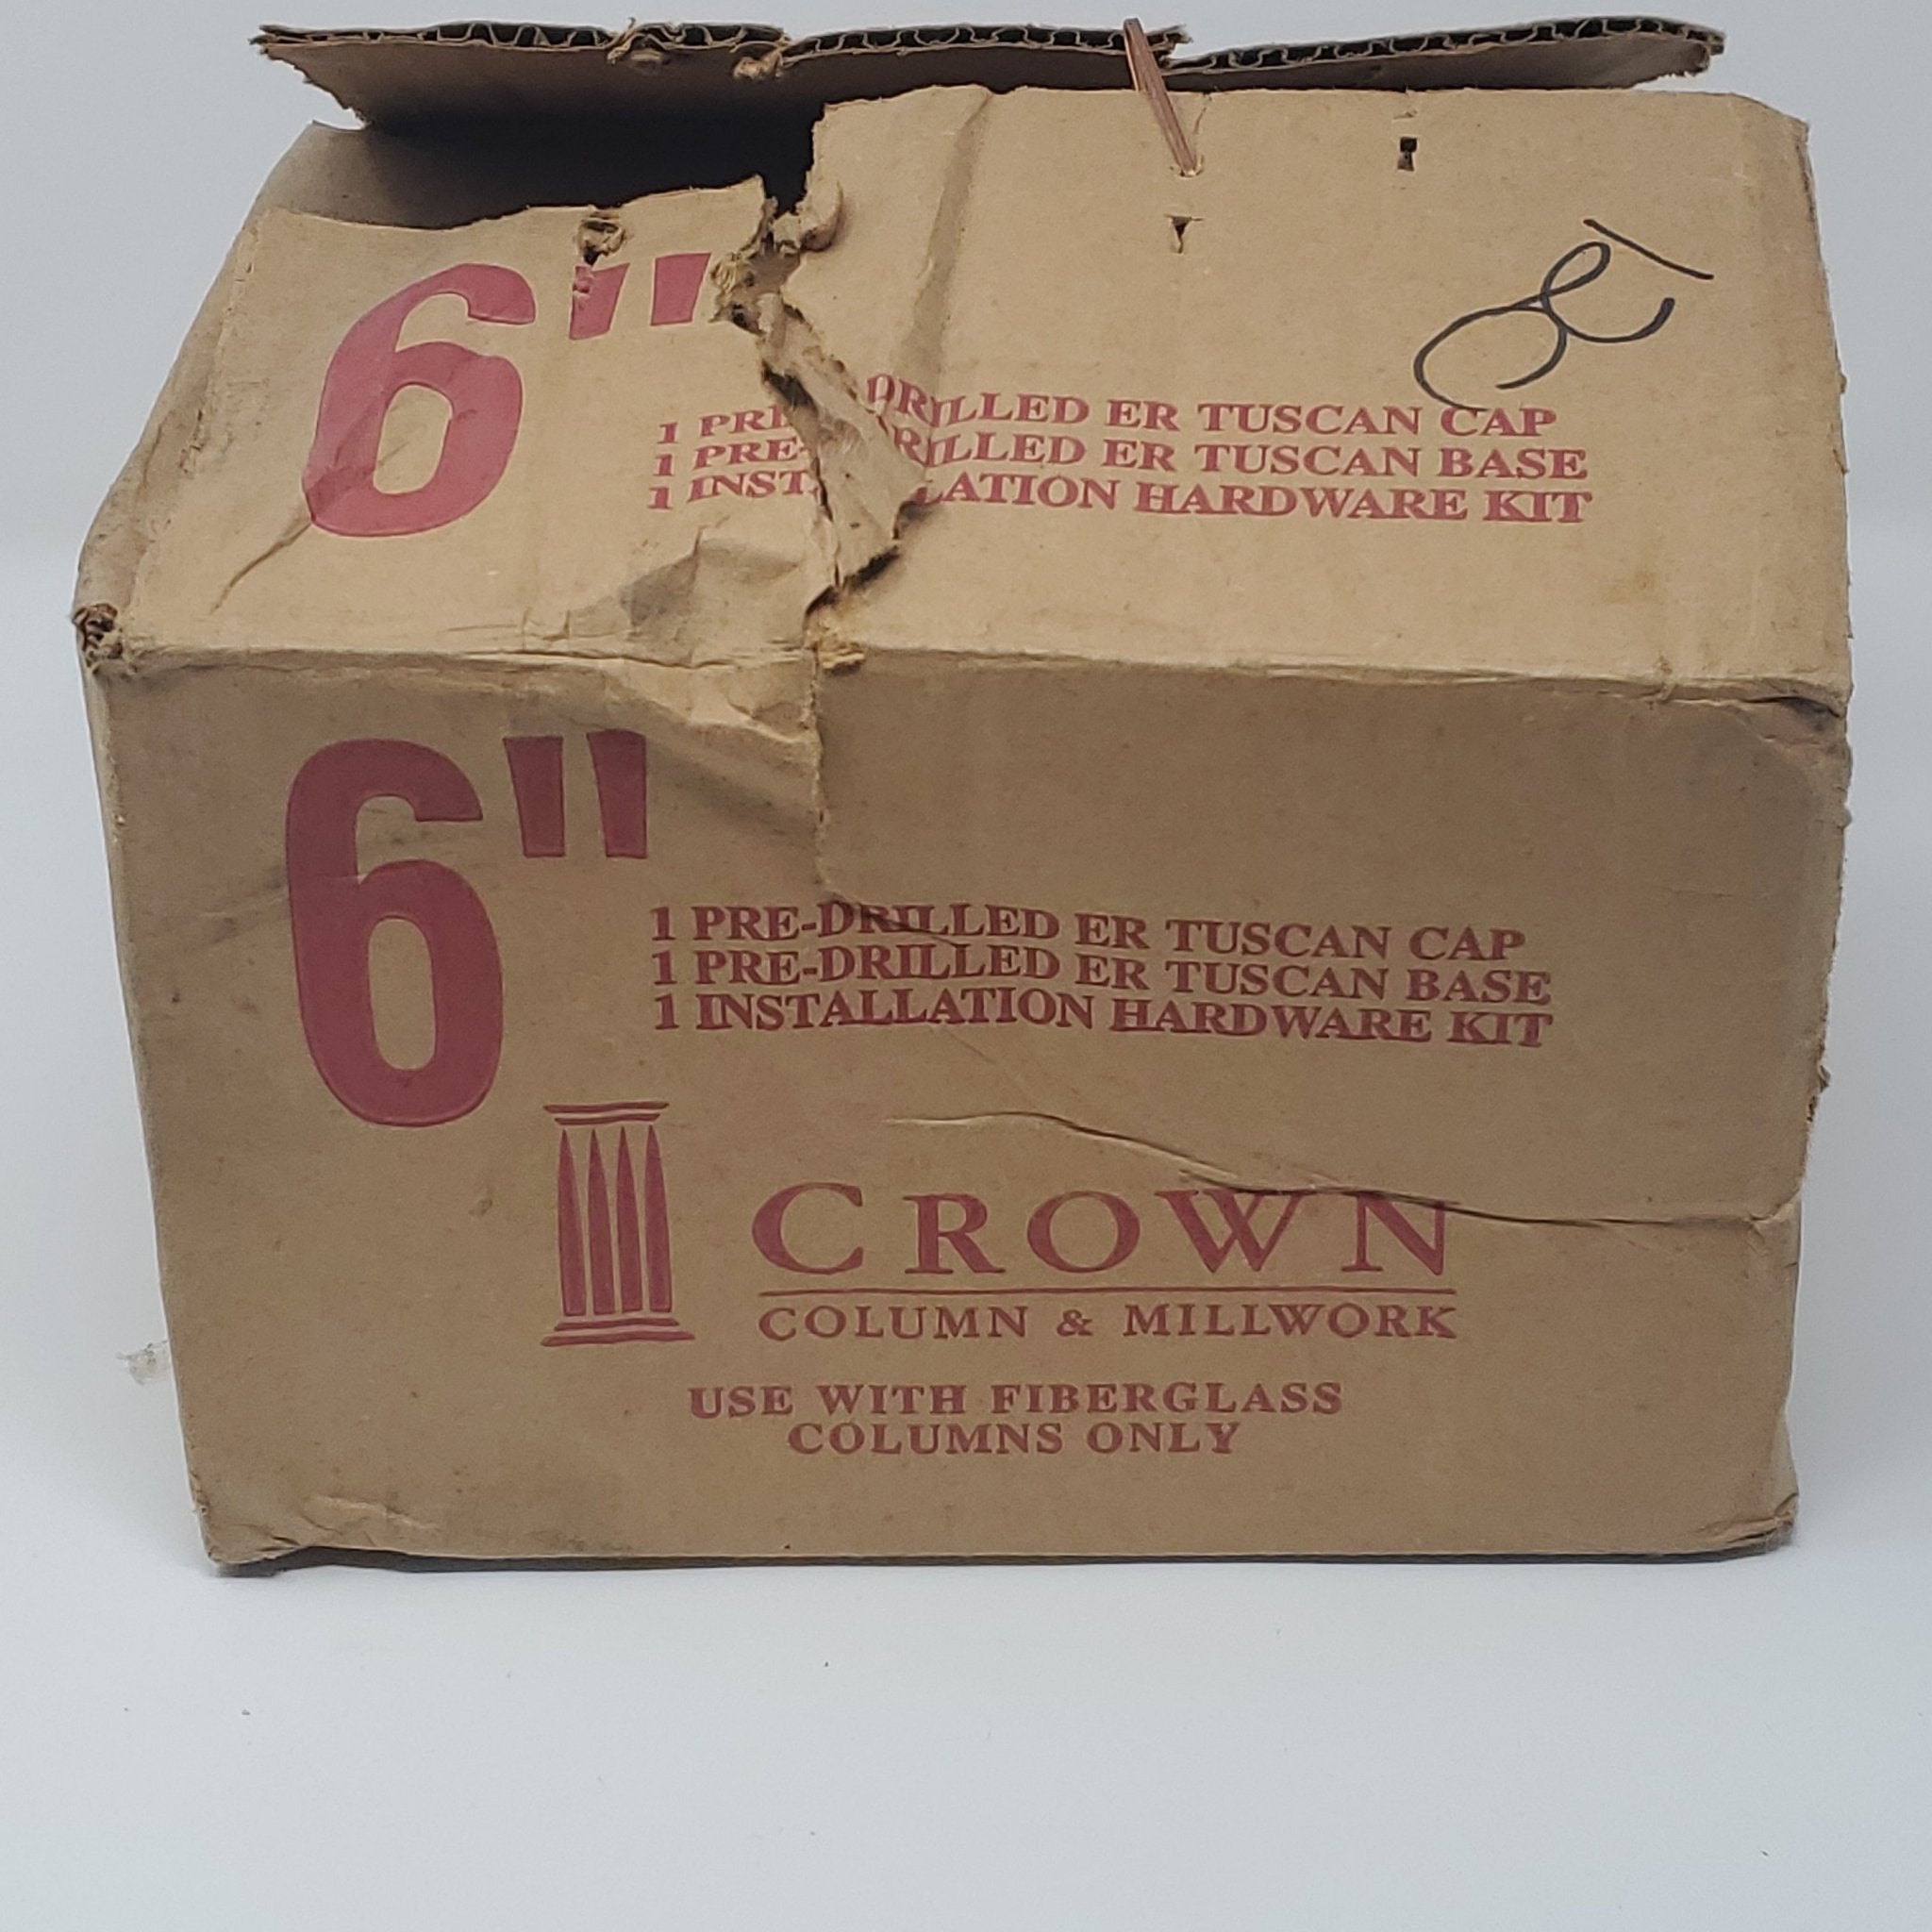 6"
1 PRE-DRILLED ER TUSCAN CAP
1 PRE-DRILLED ER TUSCAN BASE
1 INSTALLATION HARDWARE KIT
6"
1 PRE-DRILLED ER TUSCAN CAP
1 PRE-DRILLED ER TUSCAN BASE
1 INSTALLATION HARDWARE KIT
CROWN
COLUMN & MILLWORK
USE WITH FIBERGLASS
COLUMNS ONLY